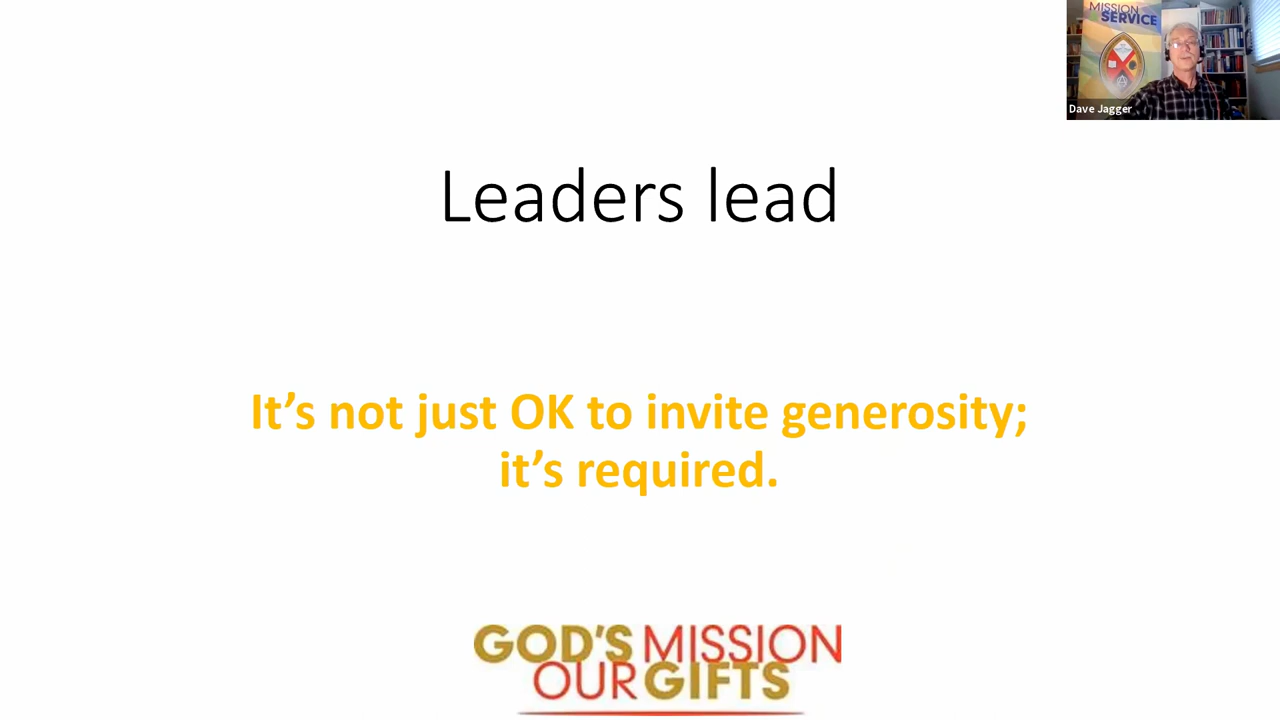 MISSION
&SERVICE
Dave Jagger
Leaders lead
It's not just OK to invite generosity;
it's required.
GOD'S MISSION
OUR GIFTS